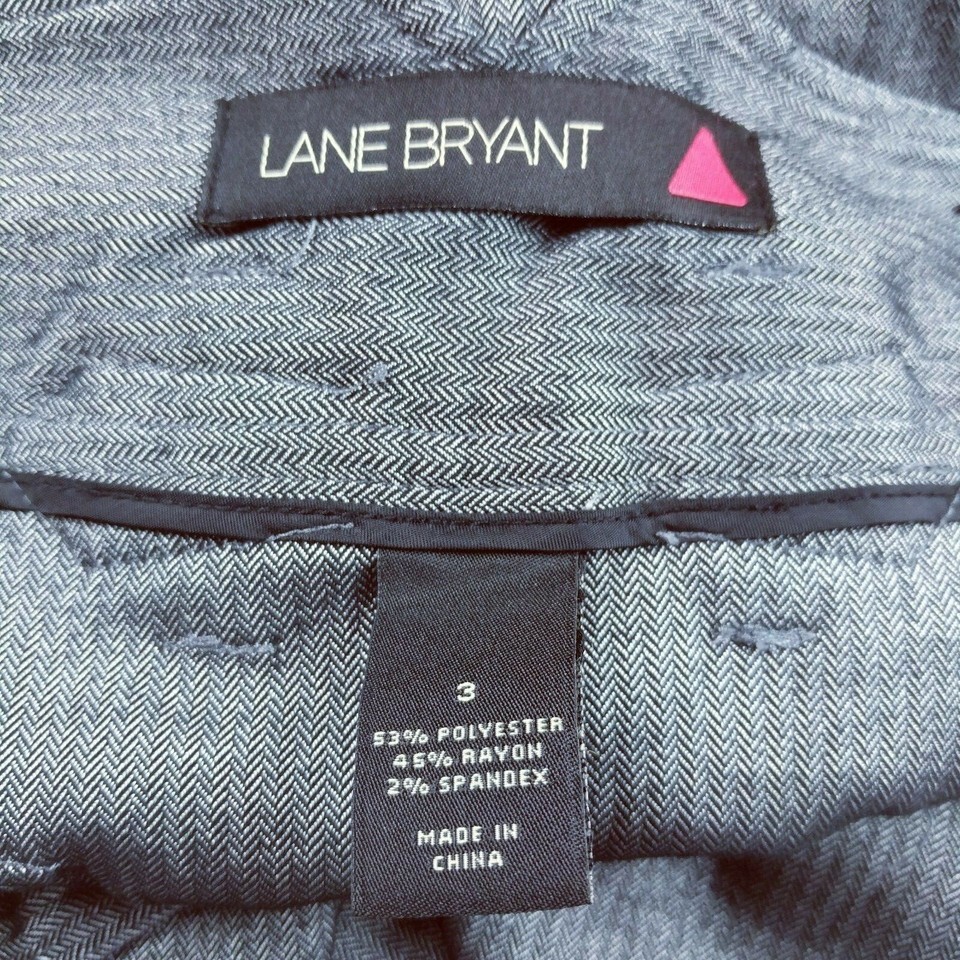 LANE BRYANT
3
53% POLYESTER
45% RAYON
2% SPANDEX
MADE IN
CHINA